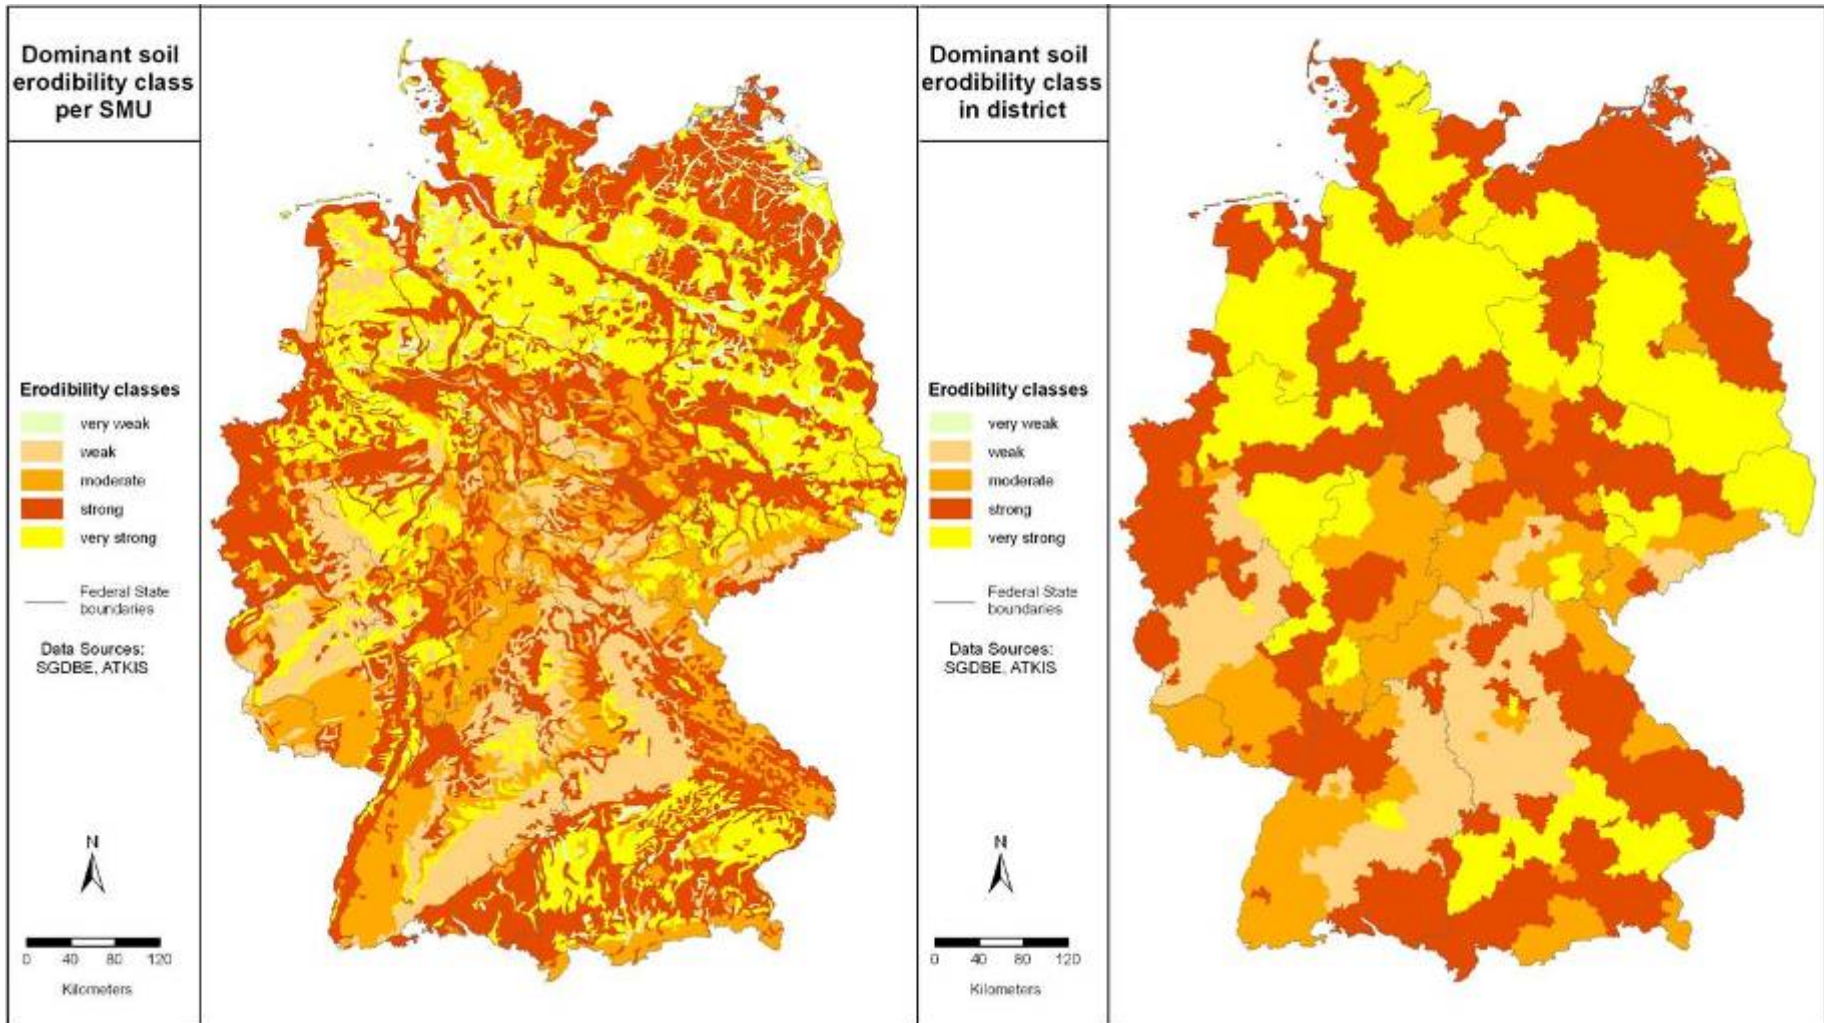 Dominant soil
erodibility class
per SMU
Erodibility classes
very weak
weak
moderate
strong
very strong
Federal State
boundaries
Data Sources:
SGDBE, ATKIS
N
0 40 80 120
Kilometers
Dominant soil
erodibility class
in district
Erodibility classes
very weak
weak
moderate
strong
very strong
Federal State
boundaries
Data Sources:
SGDBE, ATKIS
N
0 40 80 120
Kilometers